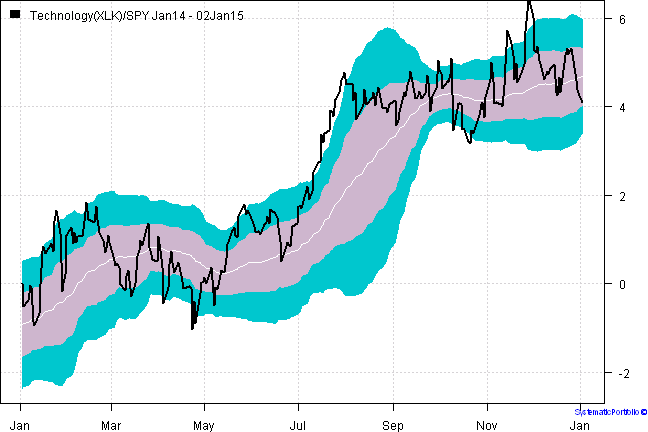 Technology(XLK)/SPY Jan14 - 02Jan15
6
4
2
0
-2
Jan Mar May Jul Sep Nov Jan
SystematicPortfolio ©